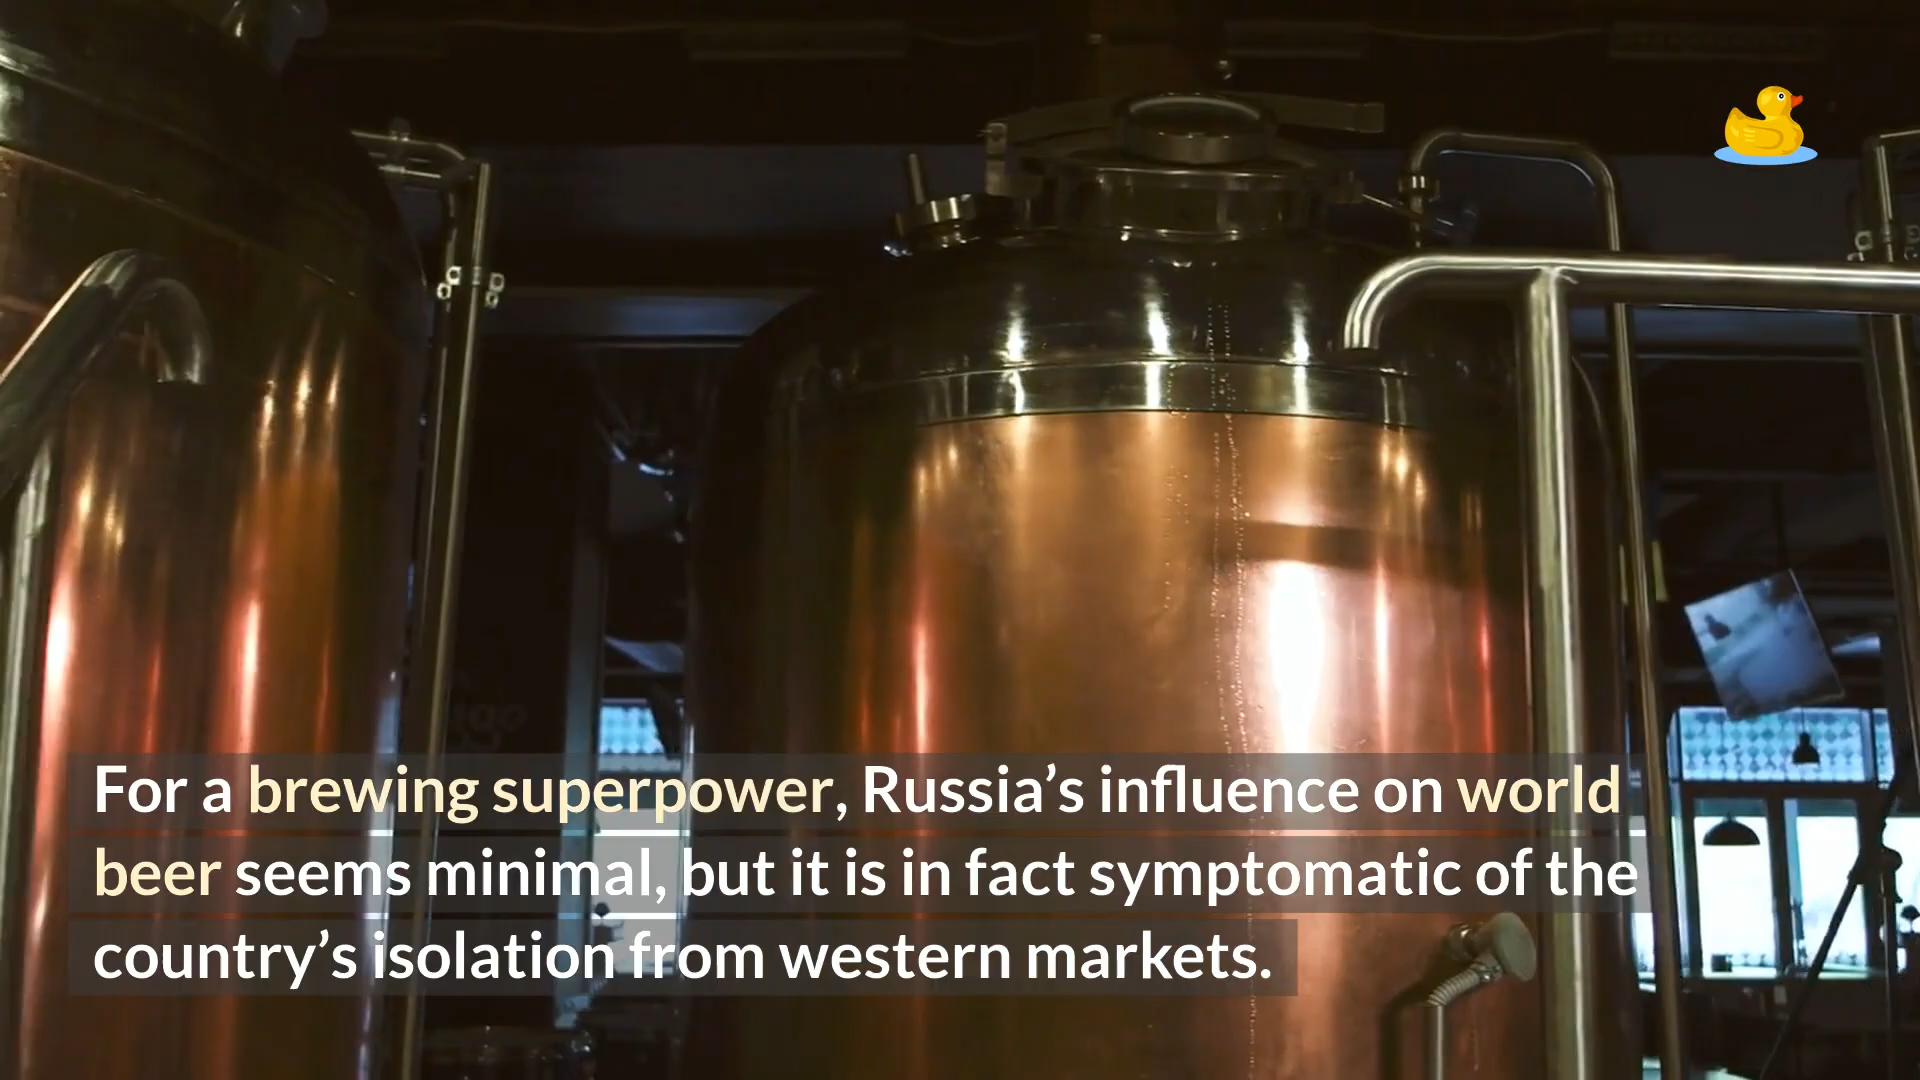 For a brewing superpower, Russia’s influence on world
beer seems minimal, but it is in fact symptomatic of the
country’s isolation from western markets.